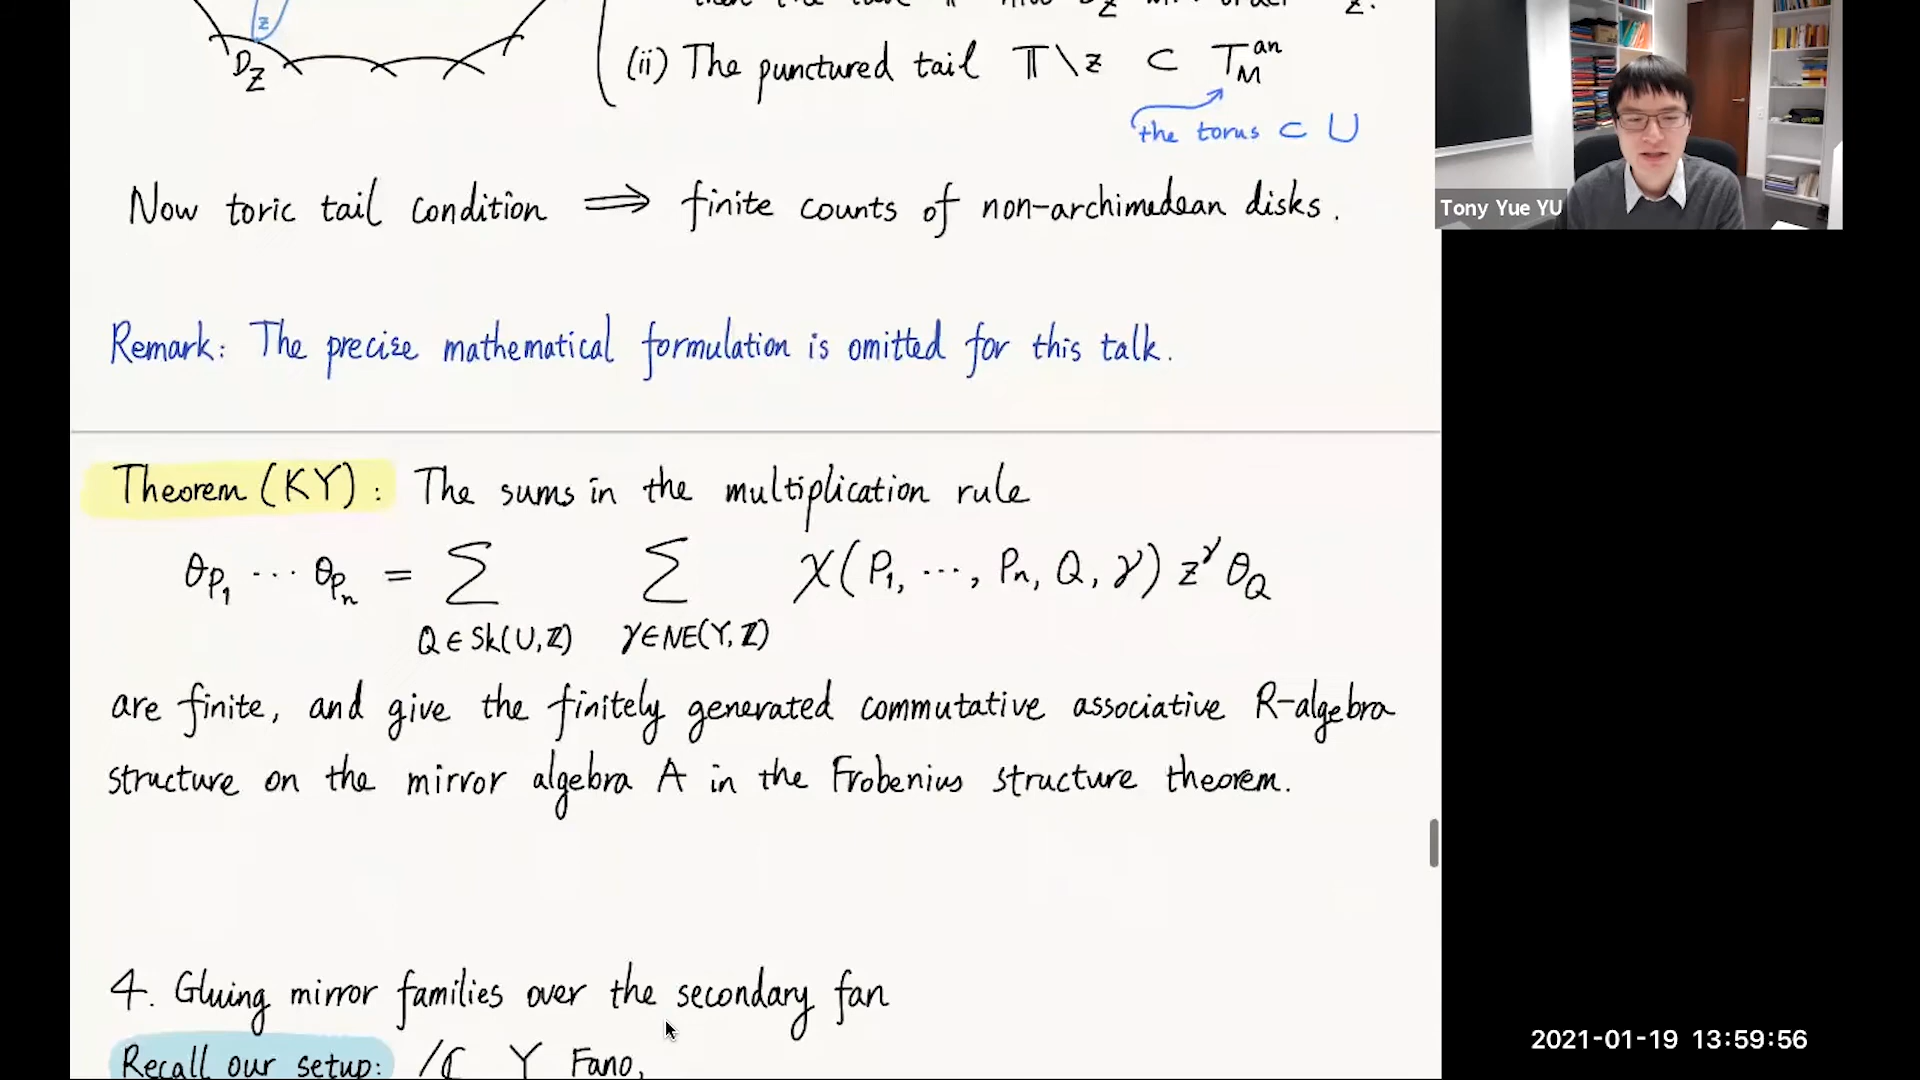 z
D_Z
(ii) The punctured tail 𝕋\z ⊂ T_M^an
the torus ⊂ U
Now toric tail condition ⟹ finite counts of non-archimedean disks.
Remark: The precise mathematical formulation is omitted for this talk.
Theorem (KY): The sums in the multiplication rule
θ_{P_1} ··· θ_{P_n} = Σ_{Q∈Sk(U,ℤ)} Σ_{γ∈NE(Y,ℤ)} χ(P_1, ···, P_n, Q, γ) z^γ θ_Q
are finite, and give the finitely generated commutative associative R-algebra
structure on the mirror algebra A in the Frobenius structure theorem.
4. Gluing mirror families over the secondary fan
Recall our setup: /ℂ Y Fano,
Tony Yue YU
2021-01-19 13:59:56